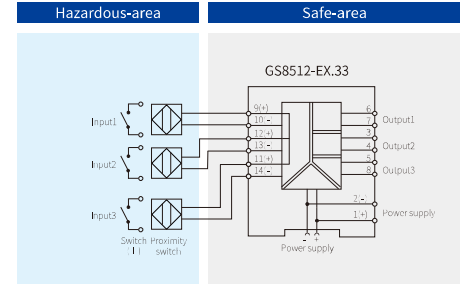 Hazardous-area
Safe-area
GS8512-EX.33
9(+)
10(-
12(+)
13(-
11(+)
14(-
Input1
Input2
Input3
Switch
Proximity
switch
6
7
3
4
5
8
Output1
Output2
Output3
2(-)
1(+)
Power supply
- +
Power supply